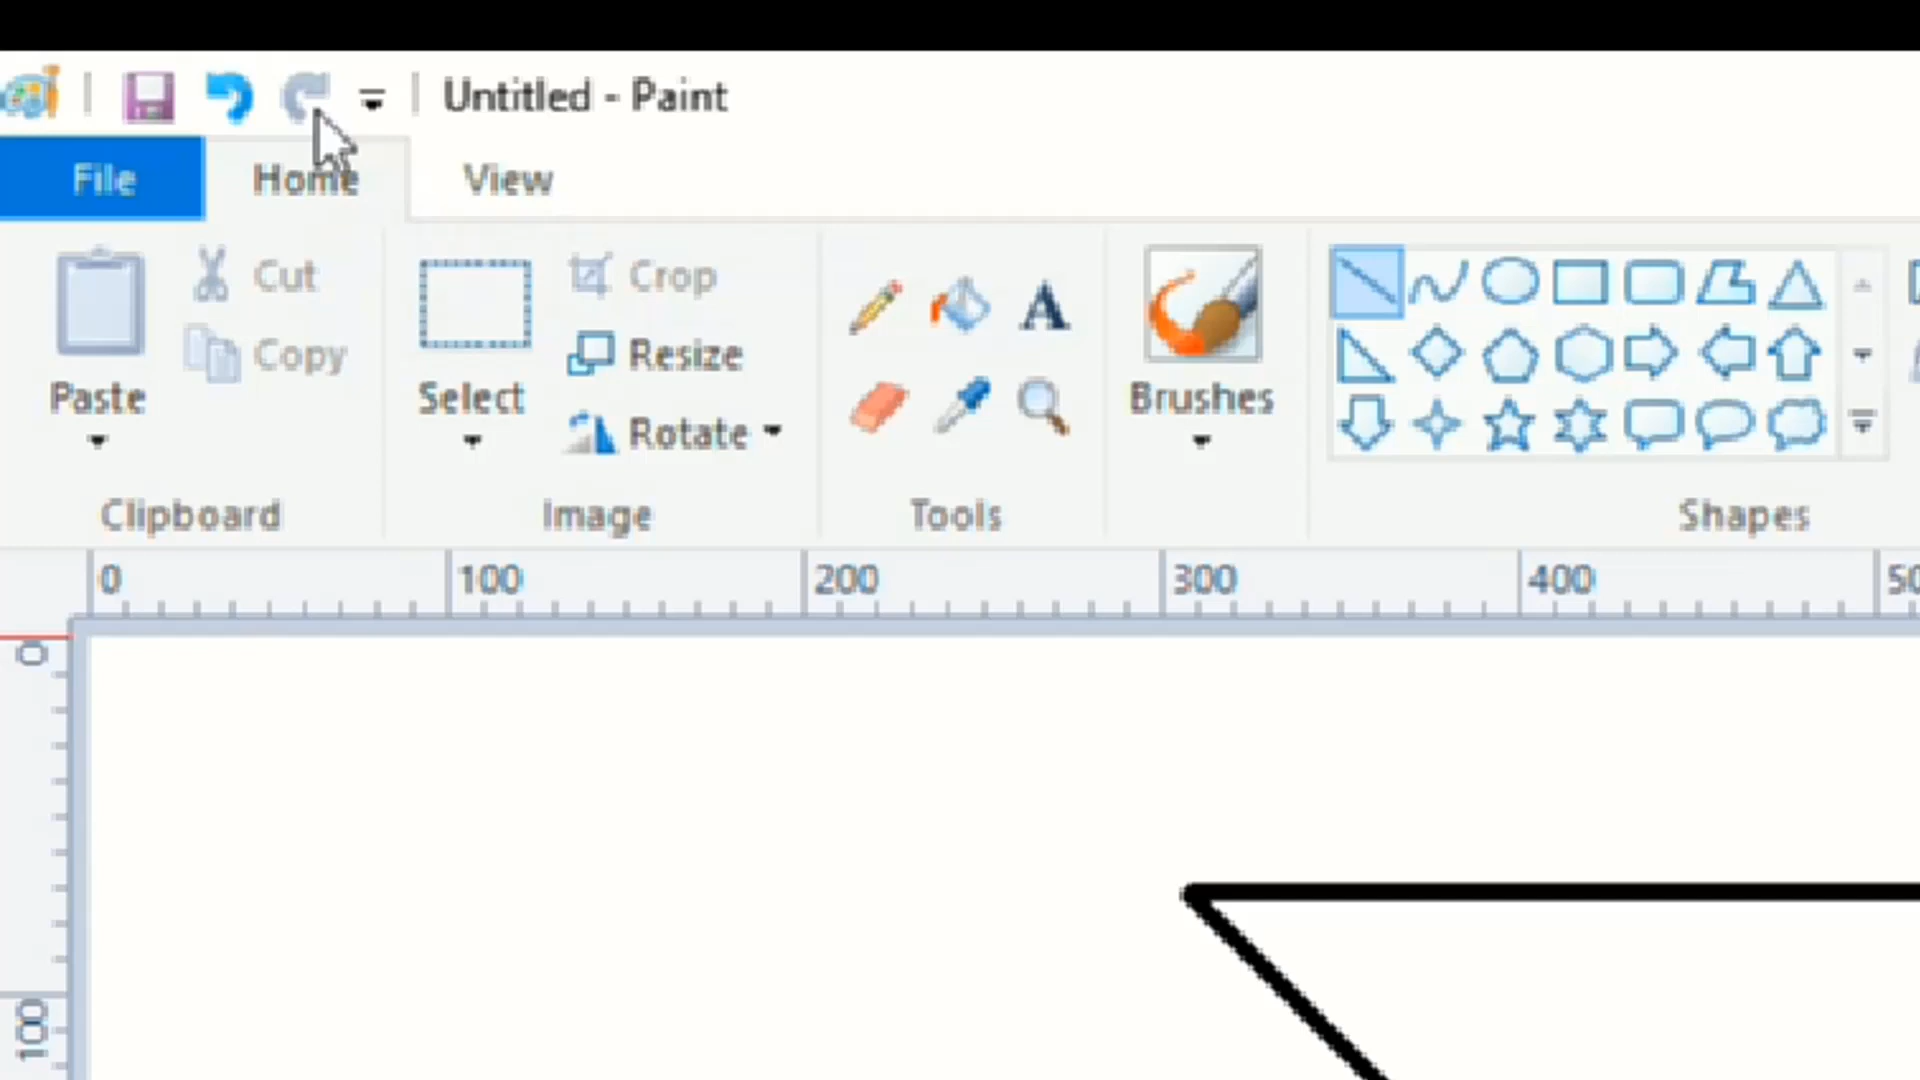 Untitled - Paint
File Home View
Cut Crop
Copy Resize
Paste Select Rotate Brushes
Clipboard Image Tools Shapes
0 100 200 300 400
0
100